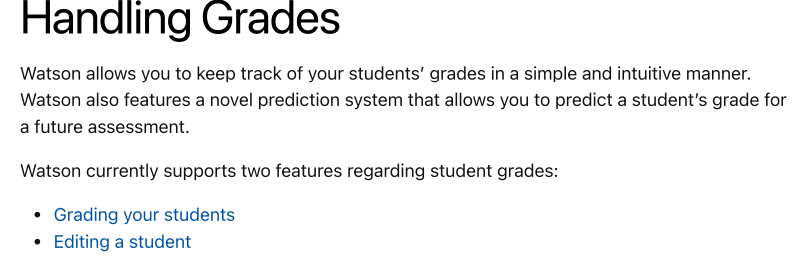 Handling Grades
Watson allows you to keep track of your students’ grades in a simple and intuitive manner.
Watson also features a novel prediction system that allows you to predict a student’s grade for
a future assessment.
Watson currently supports two features regarding student grades:
• Grading your students
• Editing a student